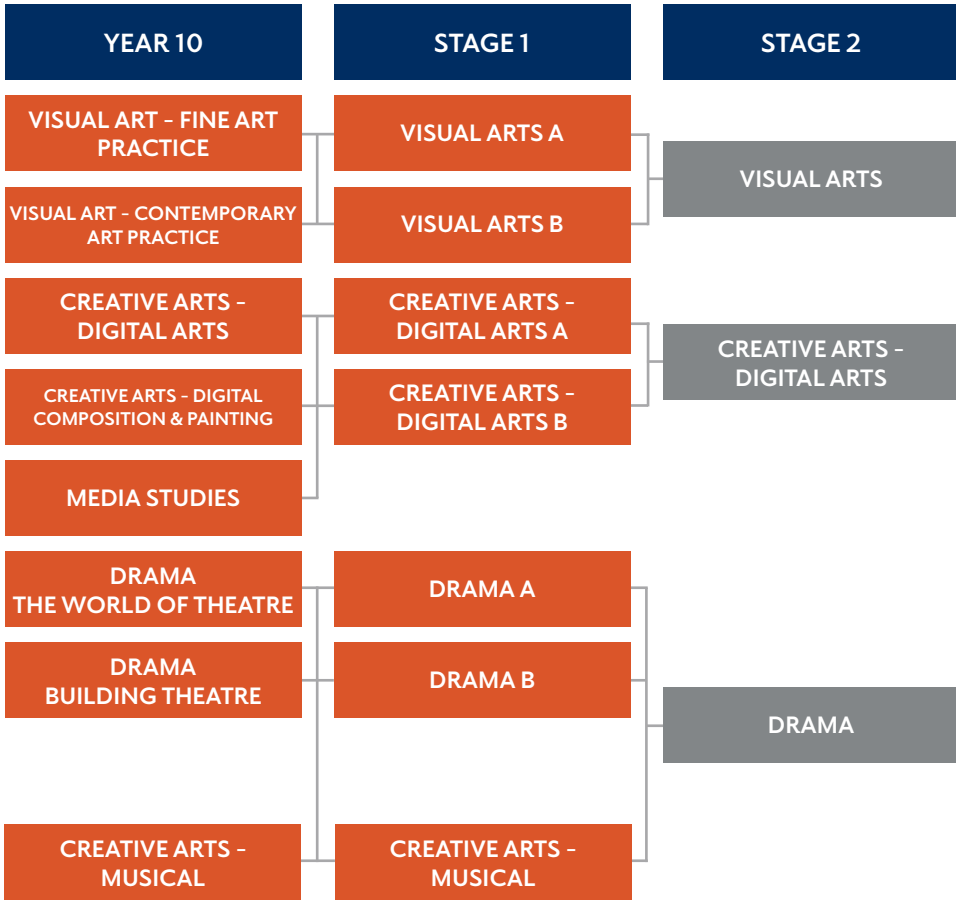 YEAR 10
STAGE 1
STAGE 2
VISUAL ART - FINE ART
PRACTICE
VISUAL ARTS A
VISUAL ARTS
VISUAL ART - CONTEMPORARY
ART PRACTICE
VISUAL ARTS B
CREATIVE ARTS -
DIGITAL ARTS
CREATIVE ARTS -
DIGITAL ARTS A
CREATIVE ARTS -
DIGITAL ARTS
CREATIVE ARTS - DIGITAL
COMPOSITION & PAINTING
CREATIVE ARTS -
DIGITAL ARTS B
MEDIA STUDIES
DRAMA
THE WORLD OF THEATRE
DRAMA A
DRAMA
BUILDING THEATRE
DRAMA B
DRAMA
CREATIVE ARTS -
MUSICAL
CREATIVE ARTS -
MUSICAL